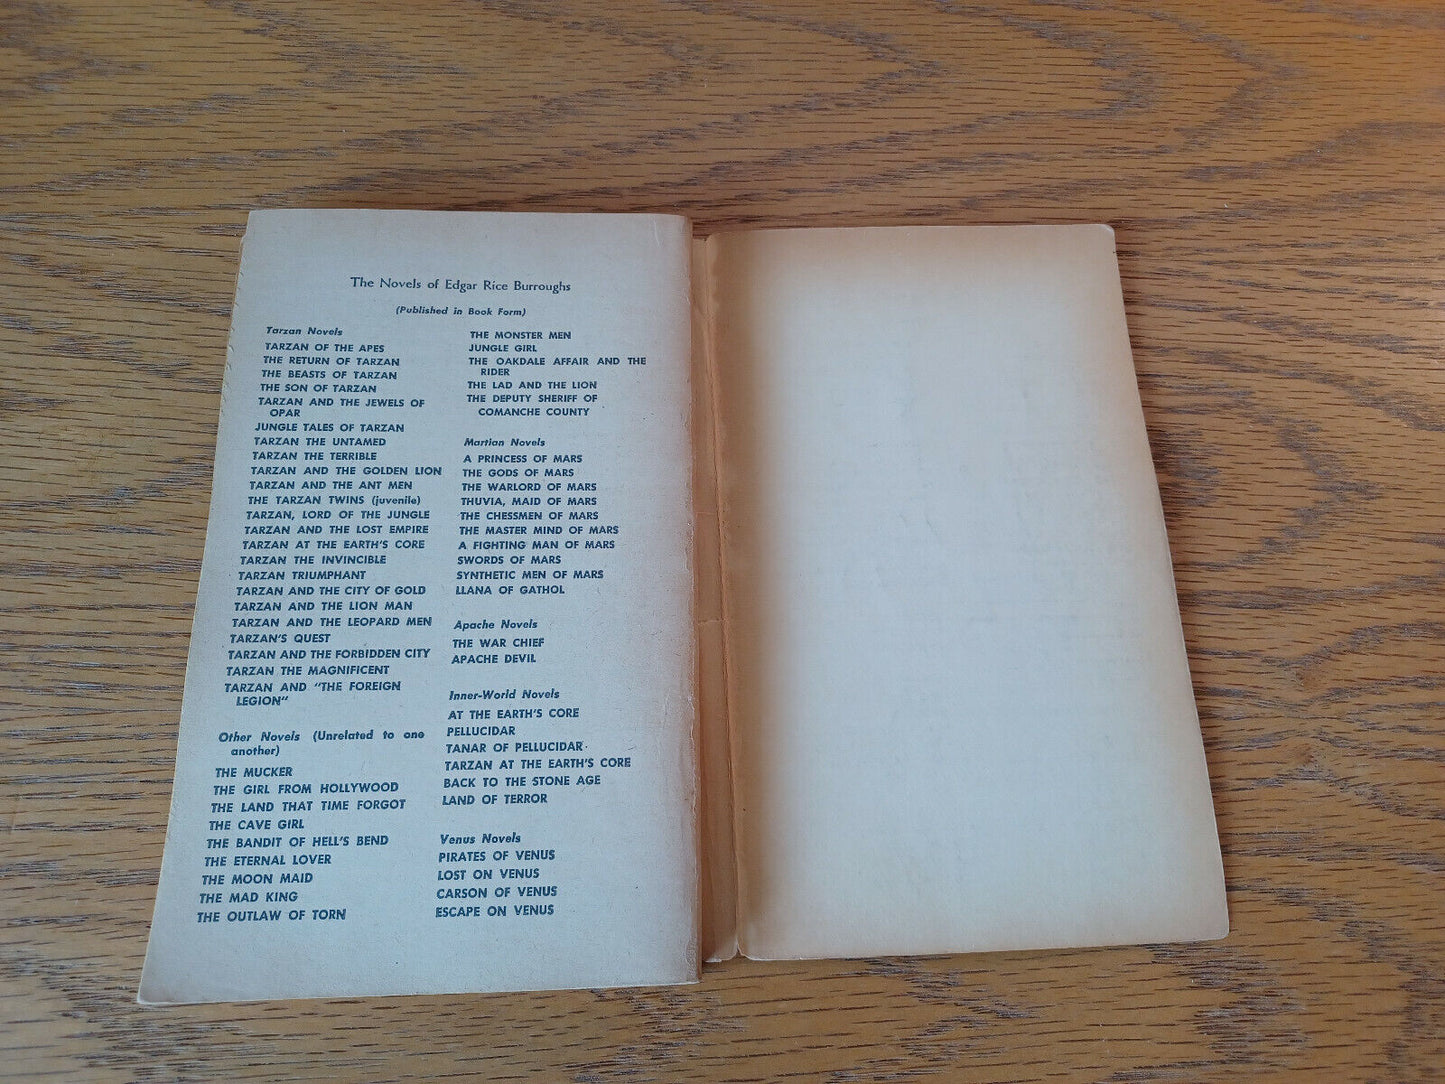 The Novels of Edgar Rice Burroughs
(Published in Book Form)
Tarzan Novels
TARZAN OF THE APES
THE RETURN OF TARZAN
THE BEASTS OF TARZAN
THE SON OF TARZAN
TARZAN AND THE JEWELS OF
OPAR
JUNGLE TALES OF TARZAN
TARZAN THE UNTAMED
TARZAN THE TERRIBLE
TARZAN AND THE GOLDEN LION
TARZAN AND THE ANT MEN
THE TARZAN TWINS (juvenile)
TARZAN, LORD OF THE JUNGLE
TARZAN AND THE LOST EMPIRE
TARZAN AT THE EARTH'S CORE
TARZAN THE INVINCIBLE
TARZAN TRIUMPHANT
TARZAN AND THE CITY OF GOLD
TARZAN AND THE LION MAN
TARZAN AND THE LEOPARD MEN
TARZAN'S QUEST
TARZAN AND THE FORBIDDEN CITY
TARZAN THE MAGNIFICENT
TARZAN AND "THE FOREIGN
LEGION"
Other Novels (Unrelated to one
another)
THE MUCKER
THE GIRL FROM HOLLYWOOD
THE LAND THAT TIME FORGOT
THE CAVE GIRL
THE BANDIT OF HELL'S BEND
THE ETERNAL LOVER
THE MOON MAID
THE MAD KING
THE OUTLAW OF TORN
THE MONSTER MEN
JUNGLE GIRL
THE OAKDALE AFFAIR AND THE
RIDER
THE LAD AND THE LION
THE DEPUTY SHERIFF OF
COMANCHE COUNTY
Martian Novels
A PRINCESS OF MARS
THE GODS OF MARS
THE WARLORD OF MARS
THUVIA, MAID OF MARS
THE CHESSMEN OF MARS
THE MASTER MIND OF MARS
A FIGHTING MAN OF MARS
SWORDS OF MARS
SYNTHETIC MEN OF MARS
LLANA OF GATHOL
Apache Novels
THE WAR CHIEF
APACHE DEVIL
Inner-World Novels
AT THE EARTH'S CORE
PELLUCIDAR
TANAR OF PELLUCIDAR
TARZAN AT THE EARTH'S CORE
BACK TO THE STONE AGE
LAND OF TERROR
Venus Novels
PIRATES OF VENUS
LOST ON VENUS
CARSON OF VENUS
ESCAPE ON VENUS